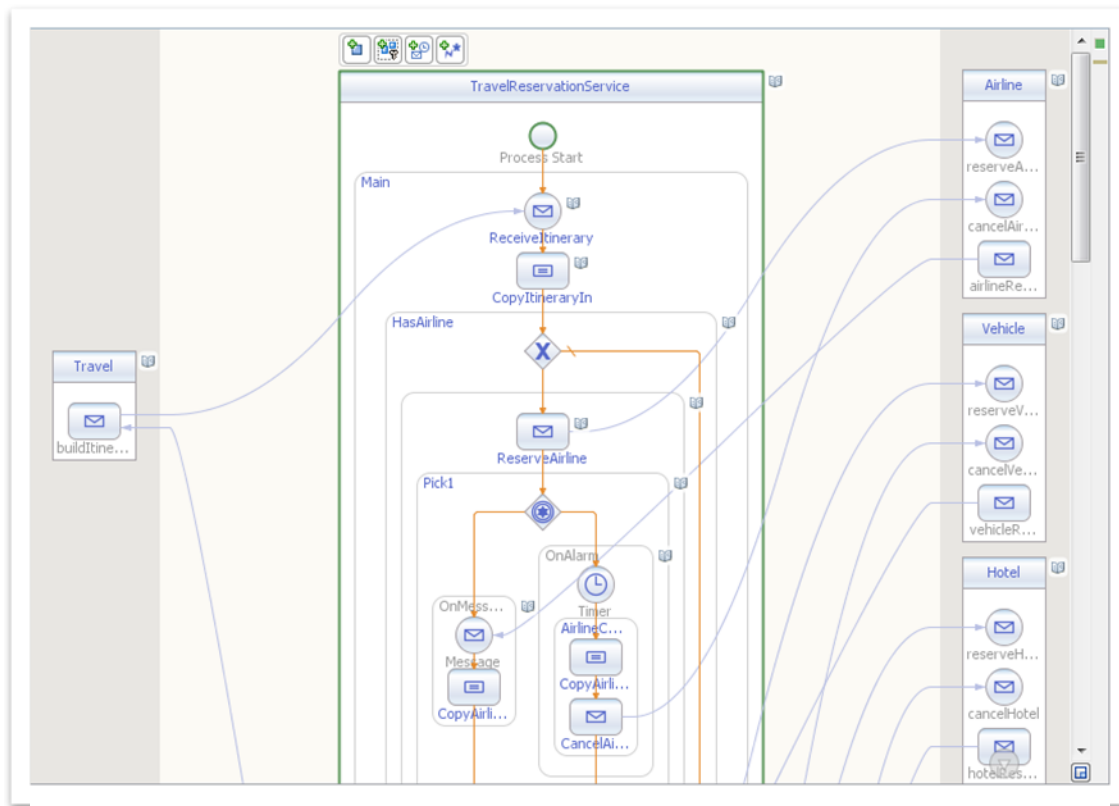 TravelReservationService
Process Start
Main
ReceiveItinerary
CopyItineraryIn
HasAirline
X
ReserveAirline
Pick1
OnAlarm
Timer
OnMess...
Message
CopyAirli...
AirlineC...
CopyAirli...
CancelAi...
Travel
buildItine...
Airline
reserveA...
cancelAir...
airlineRe...
Vehicle
reserveV...
cancelVe...
vehicleR...
Hotel
reserveH...
cancelHotel
hotelRes...